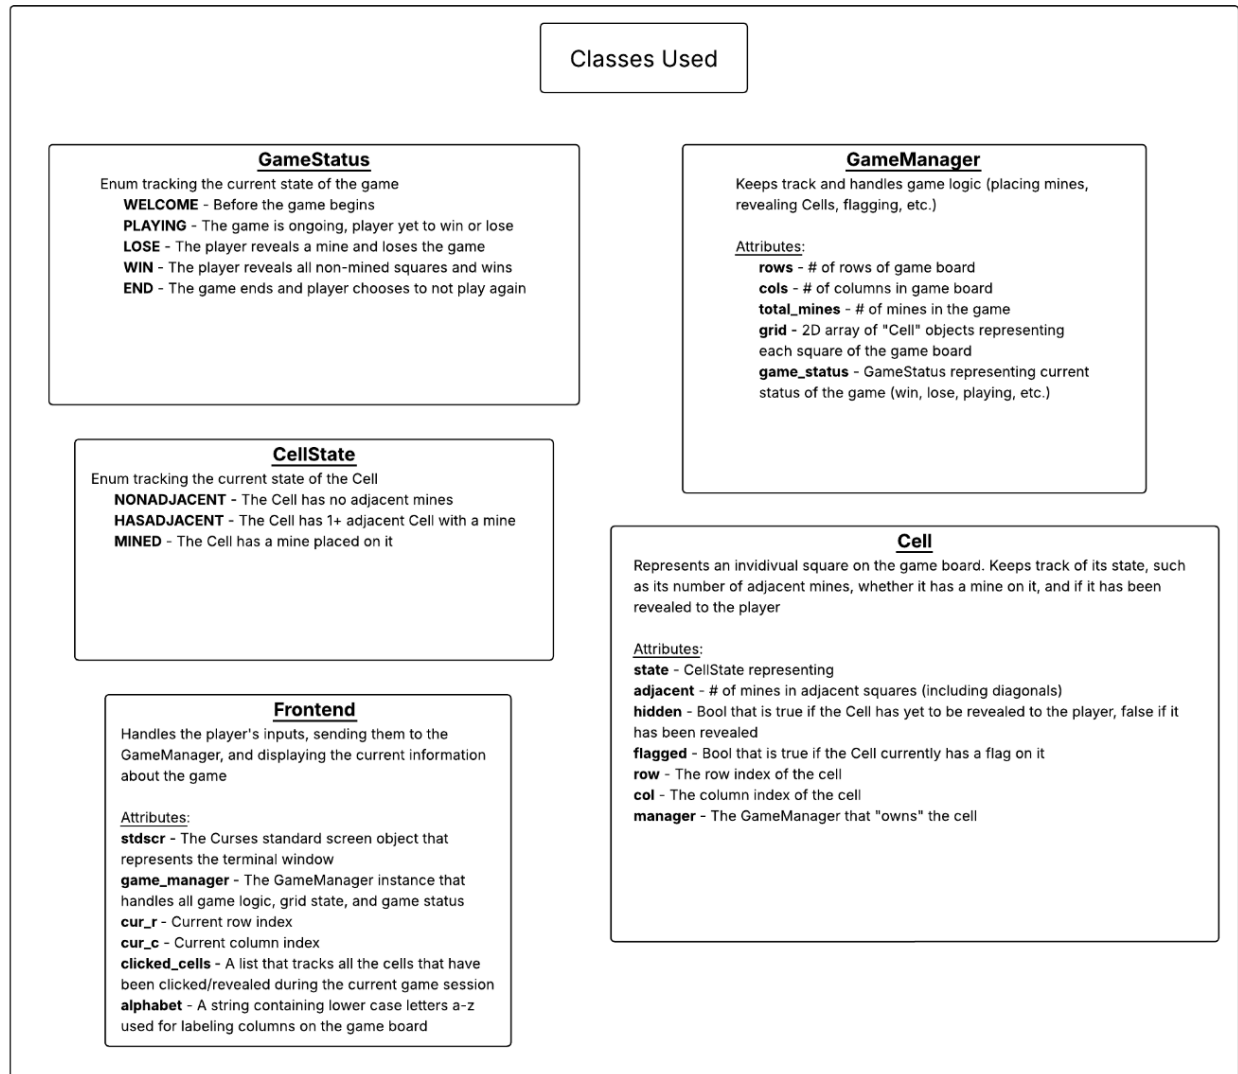 Classes Used
GameStatus
Enum tracking the current state of the game
WELCOME - Before the game begins
PLAYING - The game is ongoing, player yet to win or lose
LOSE - The player reveals a mine and loses the game
WIN - The player reveals all non-mined squares and wins
END - The game ends and player chooses to not play again
GameManager
Keeps track and handles game logic (placing mines,
revealing Cells, flagging, etc.)
Attributes:
rows - # of rows of game board
cols - # of columns in game board
total_mines - # of mines in the game
grid - 2D array of "Cell" objects representing
each square of the game board
game_status - GameStatus representing current
status of the game (win, lose, playing, etc.)
CellState
Enum tracking the current state of the Cell
NONADJACENT - The Cell has no adjacent mines
HASADJACENT - The Cell has 1+ adjacent Cell with a mine
MINED - The Cell has a mine placed on it
Cell
Represents an invidivual square on the game board. Keeps track of its state, such
as its number of adjacent mines, whether it has a mine on it, and if it has been
revealed to the player
Attributes:
state - CellState representing
adjacent - # of mines in adjacent squares (including diagonals)
hidden - Bool that is true if the Cell has yet to be revealed to the player, false if it
has been revealed
flagged - Bool that is true if the Cell currently has a flag on it
row - The row index of the cell
col - The column index of the cell
manager - The GameManager that "owns" the cell
Frontend
Handles the player's inputs, sending them to the
GameManager, and displaying the current information
about the game
Attributes:
stdscr - The Curses standard screen object that
represents the terminal window
game_manager - The GameManager instance that
handles all game logic, grid state, and game status
cur_r - Current row index
cur_c - Current column index
clicked_cells - A list that tracks all the cells that have
been clicked/revealed during the current game session
alphabet - A string containing lower case letters a-z
used for labeling columns on the game board